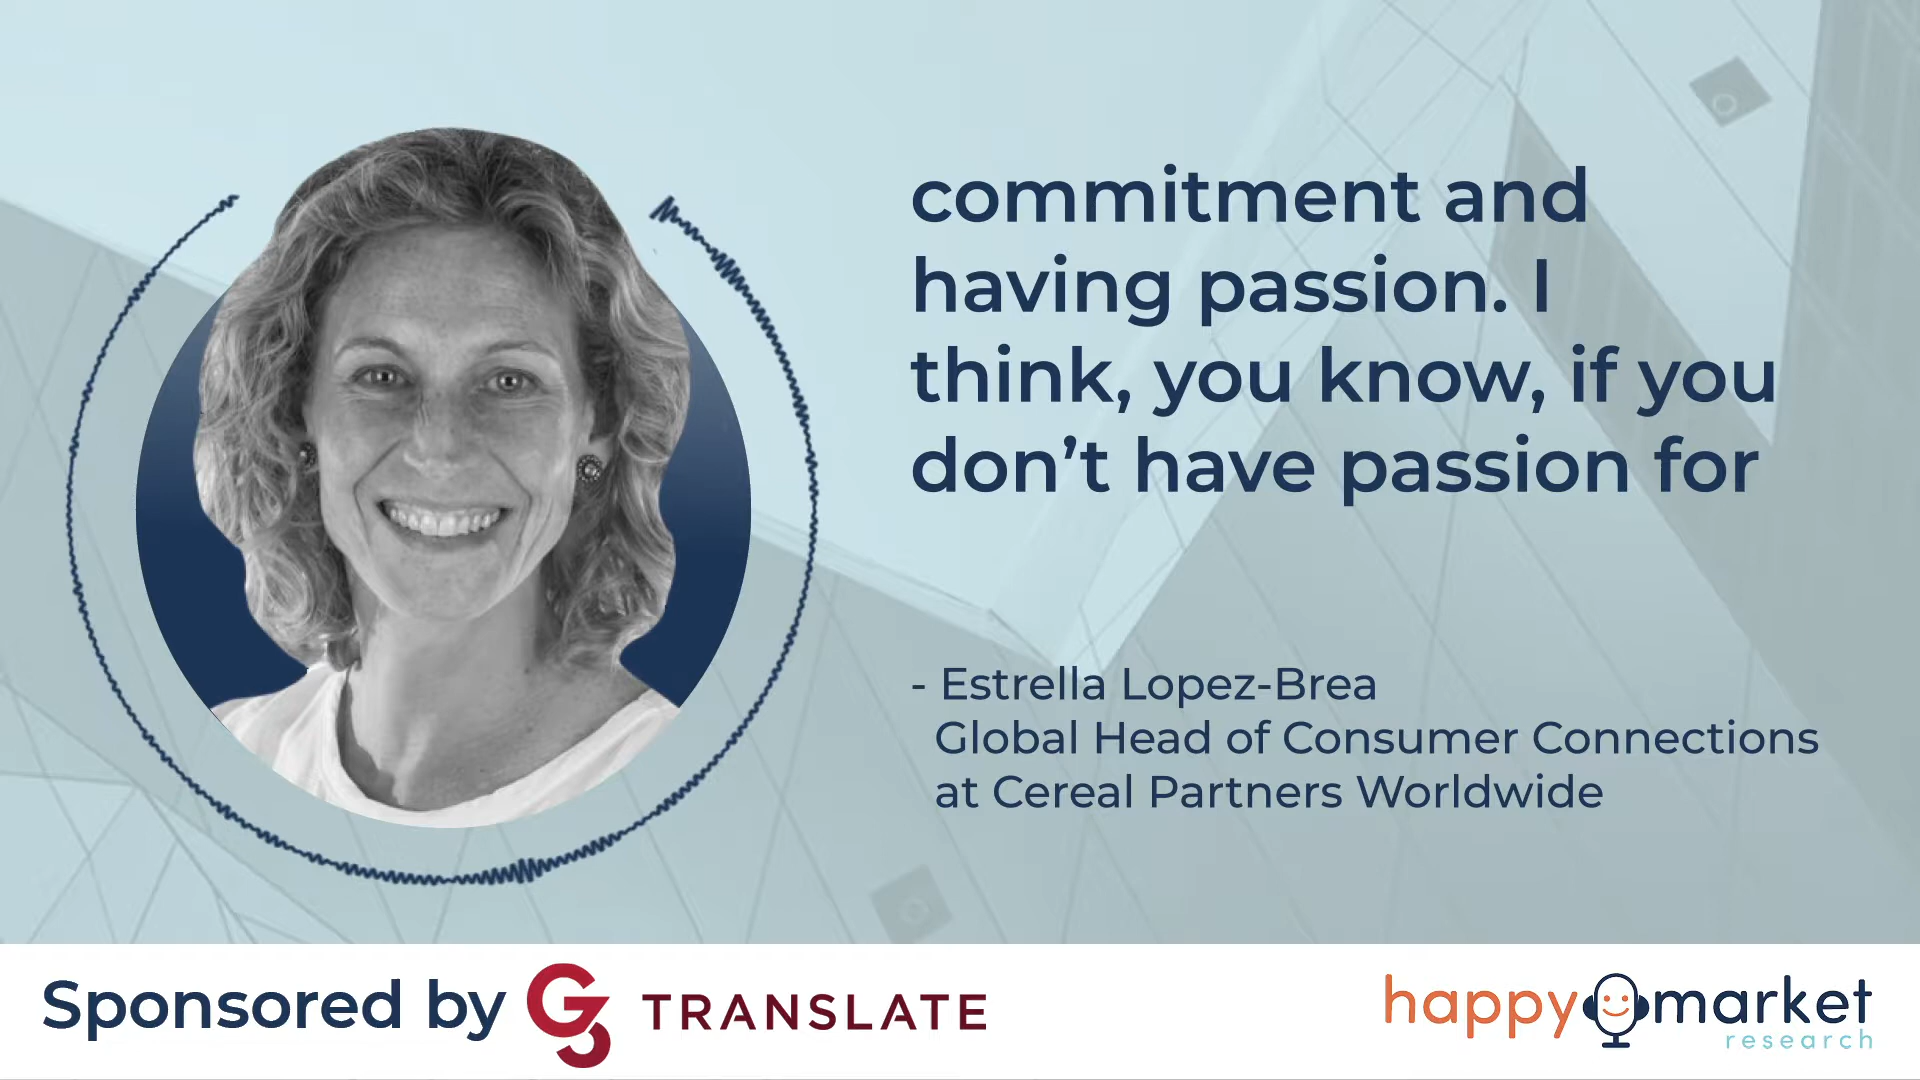 commitment and
having passion. I
think, you know, if you
don’t have passion for
- Estrella Lopez-Brea
Global Head of Consumer Connections
at Cereal Partners Worldwide
Sponsored by G3 TRANSLATE
happy market
research